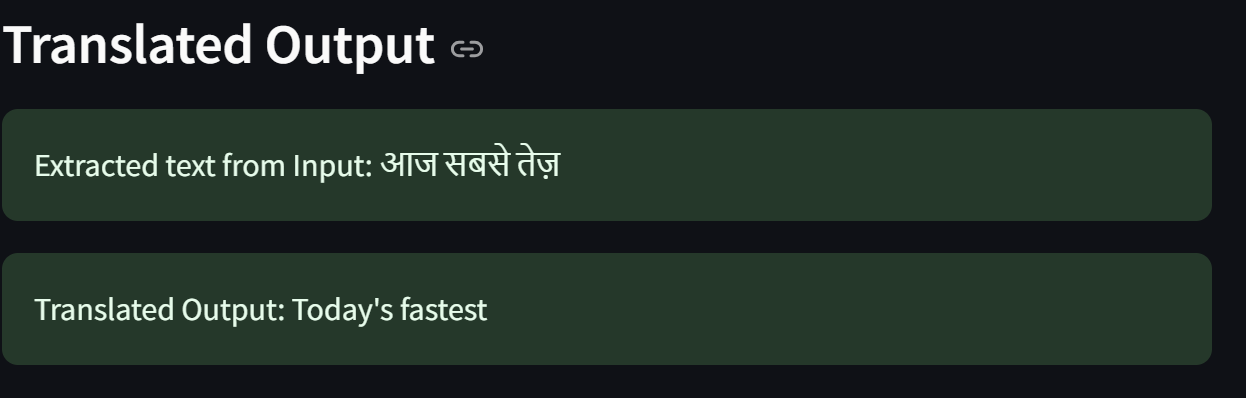 Translated Output
Extracted text from Input: आज सबसे तेज़
Translated Output: Today's fastest